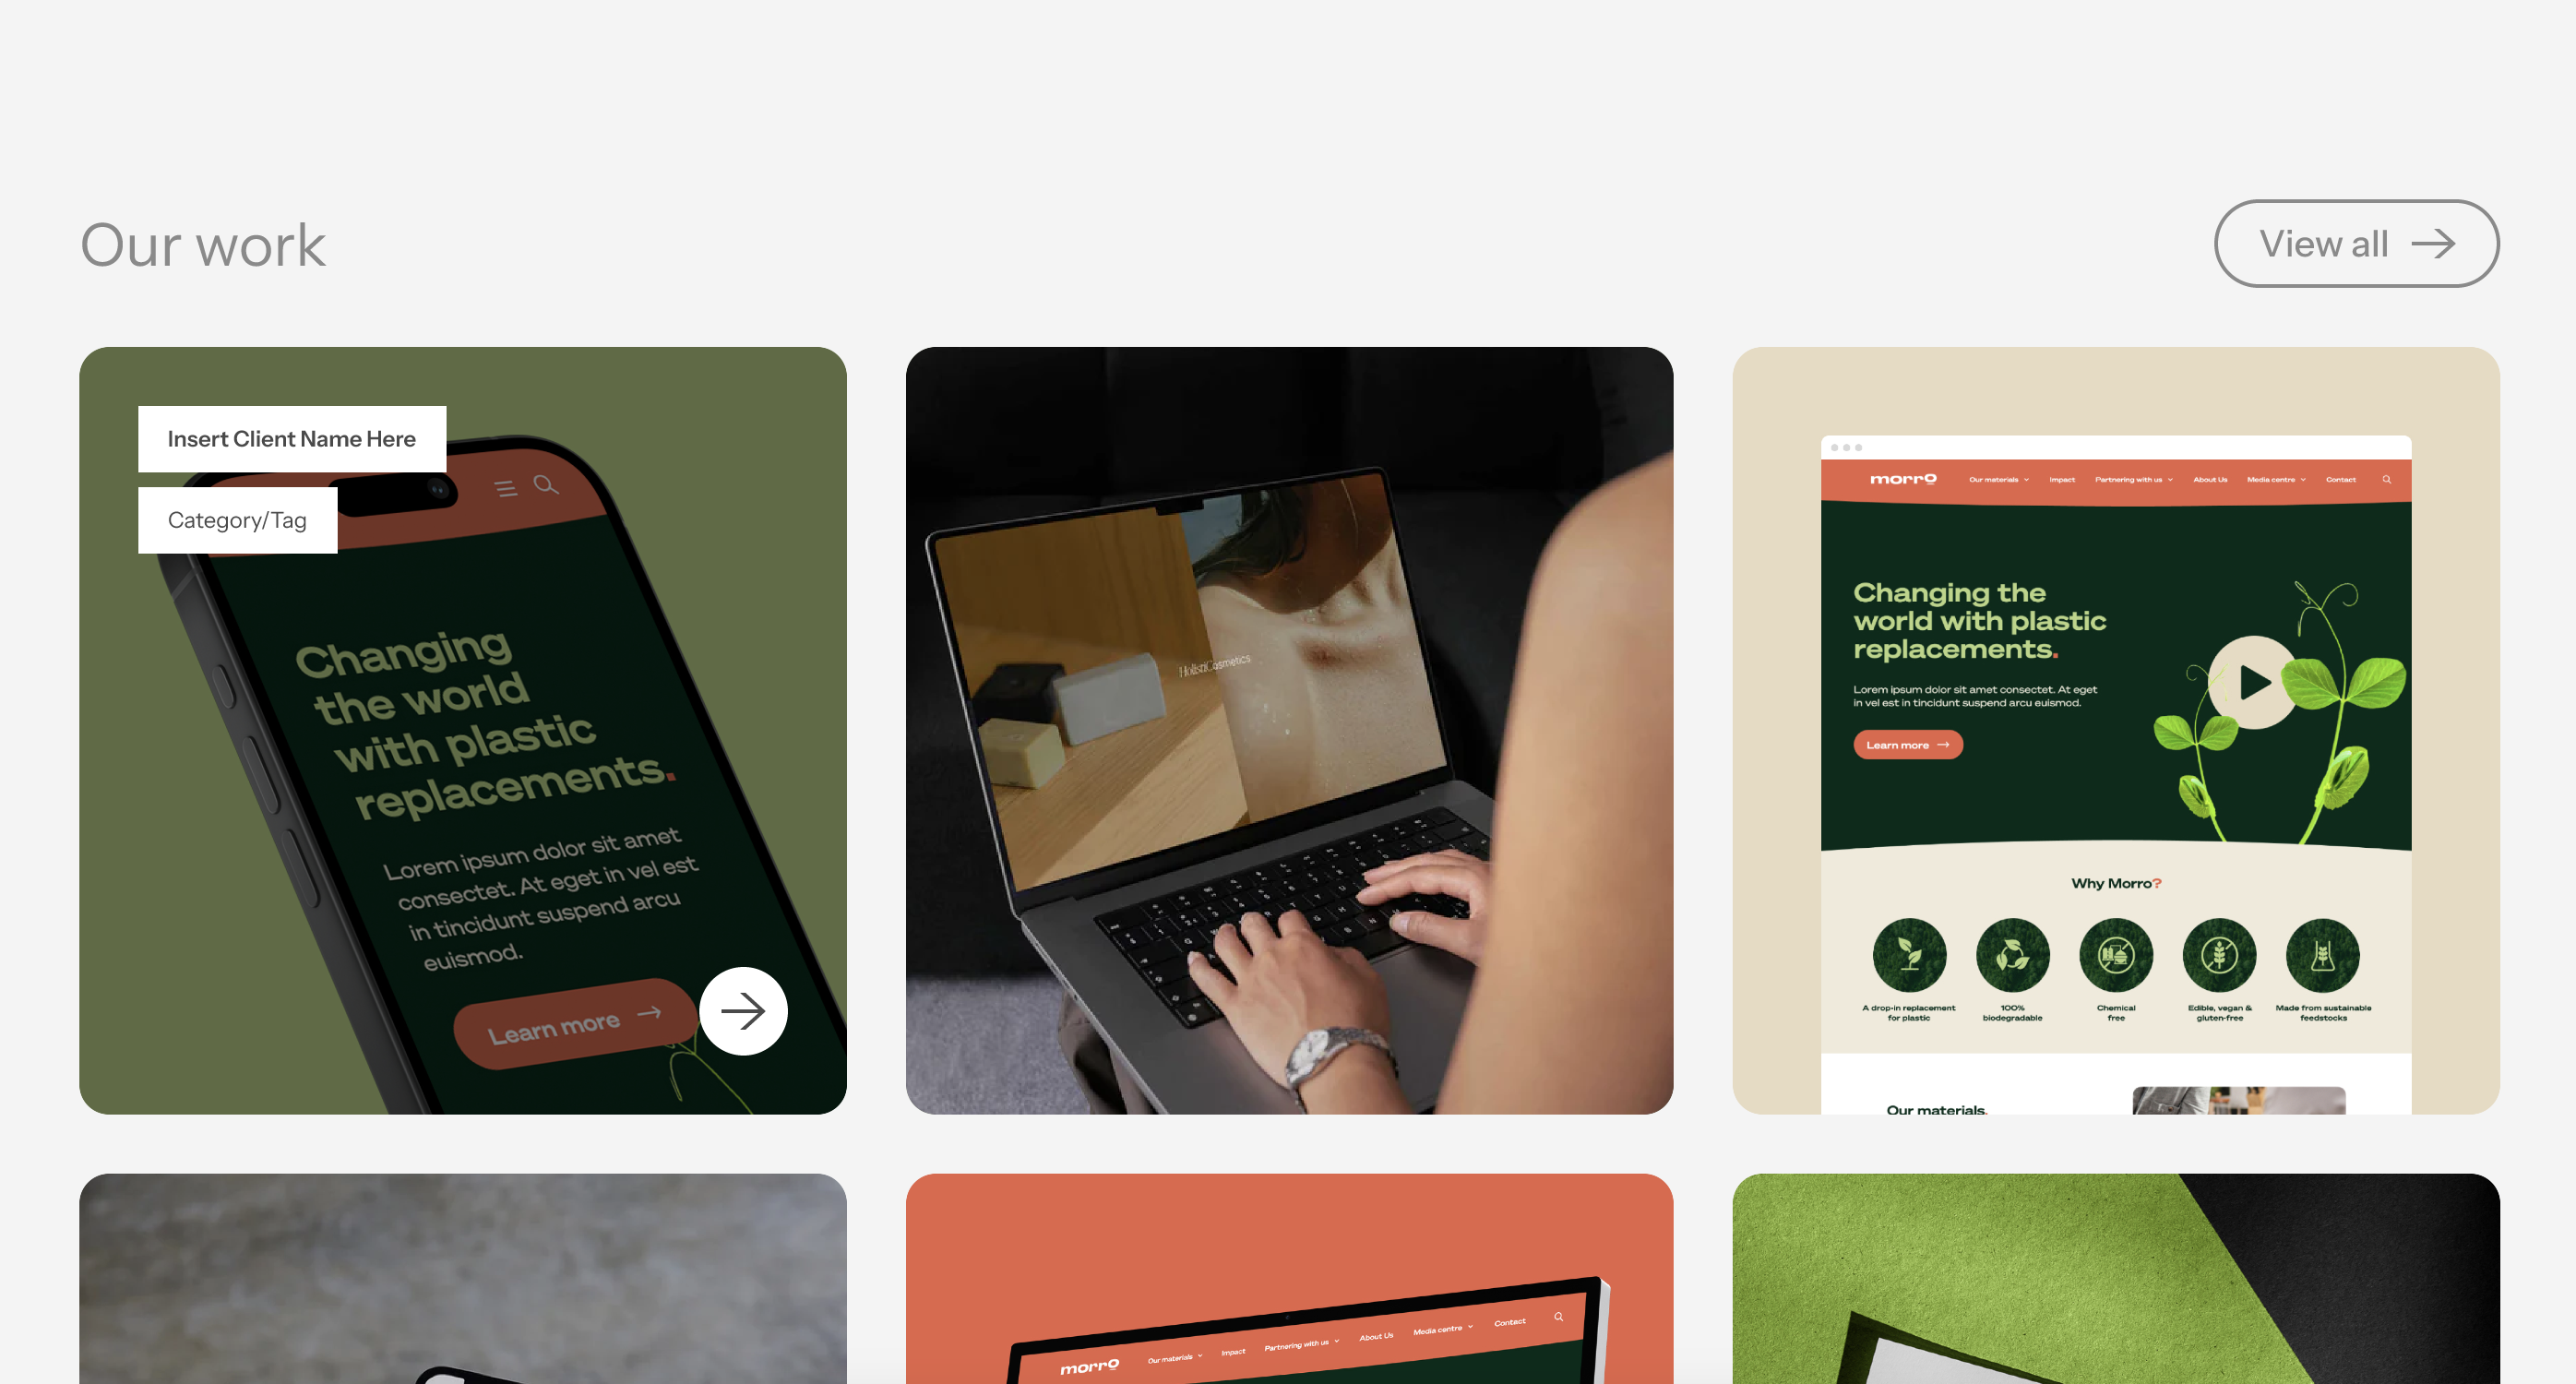 Our work
View all
Insert Client Name Here
Category/Tag
Changing
the world
with plastic
replacements.
Lorem ipsum dolor sit amet
consectet. At eget in vel est
in tincidunt suspend arcu
euismod.
Learn more
HolistiCosmetics
morro
Our materials
Impact
Partnering with us
About Us
Media centre
Contact
Changing the
world with plastic
replacements.
Lorem ipsum dolor sit amet consectet. At eget
in vel est in tincidunt suspend arcu euismod.
Learn more
Why Morro?
A drop-in replacement
for plastic
100%
biodegradable
Chemical
free
Edible, vegan &
gluten-free
Made from sustainable
feedstocks
Our materials.
morro
Our materials
Impact
Partnering with us
About Us
Media centre
Contact